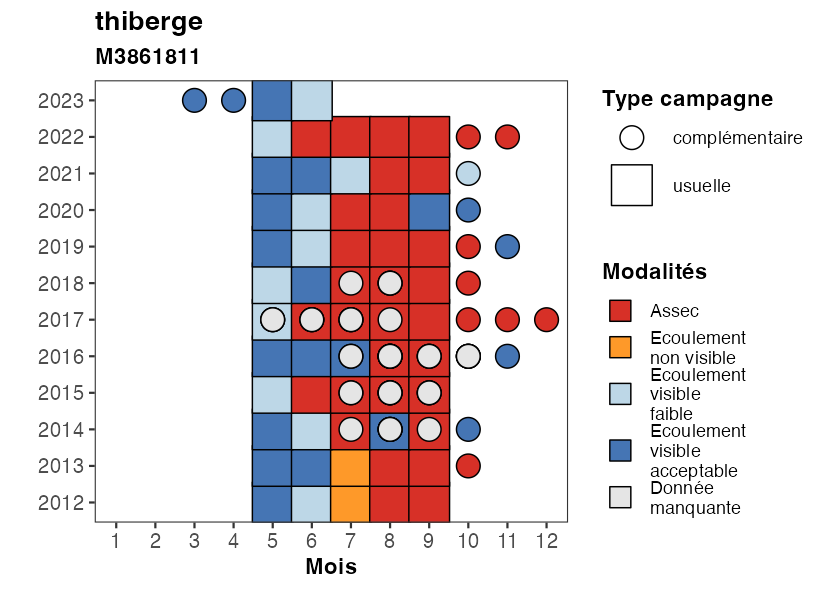 thiberge
M3861811
2023
2022
2021
2020
2019
2018
2017
2016
2015
2014
2013
2012
1 2 3 4 5 6 7 8 9 10 11 12
Mois
Type campagne
complémentaire
usuelle
Modalités
Assec
Ecoulement
non visible
Ecoulement
visible
faible
Ecoulement
visible
acceptable
Donnée
manquante